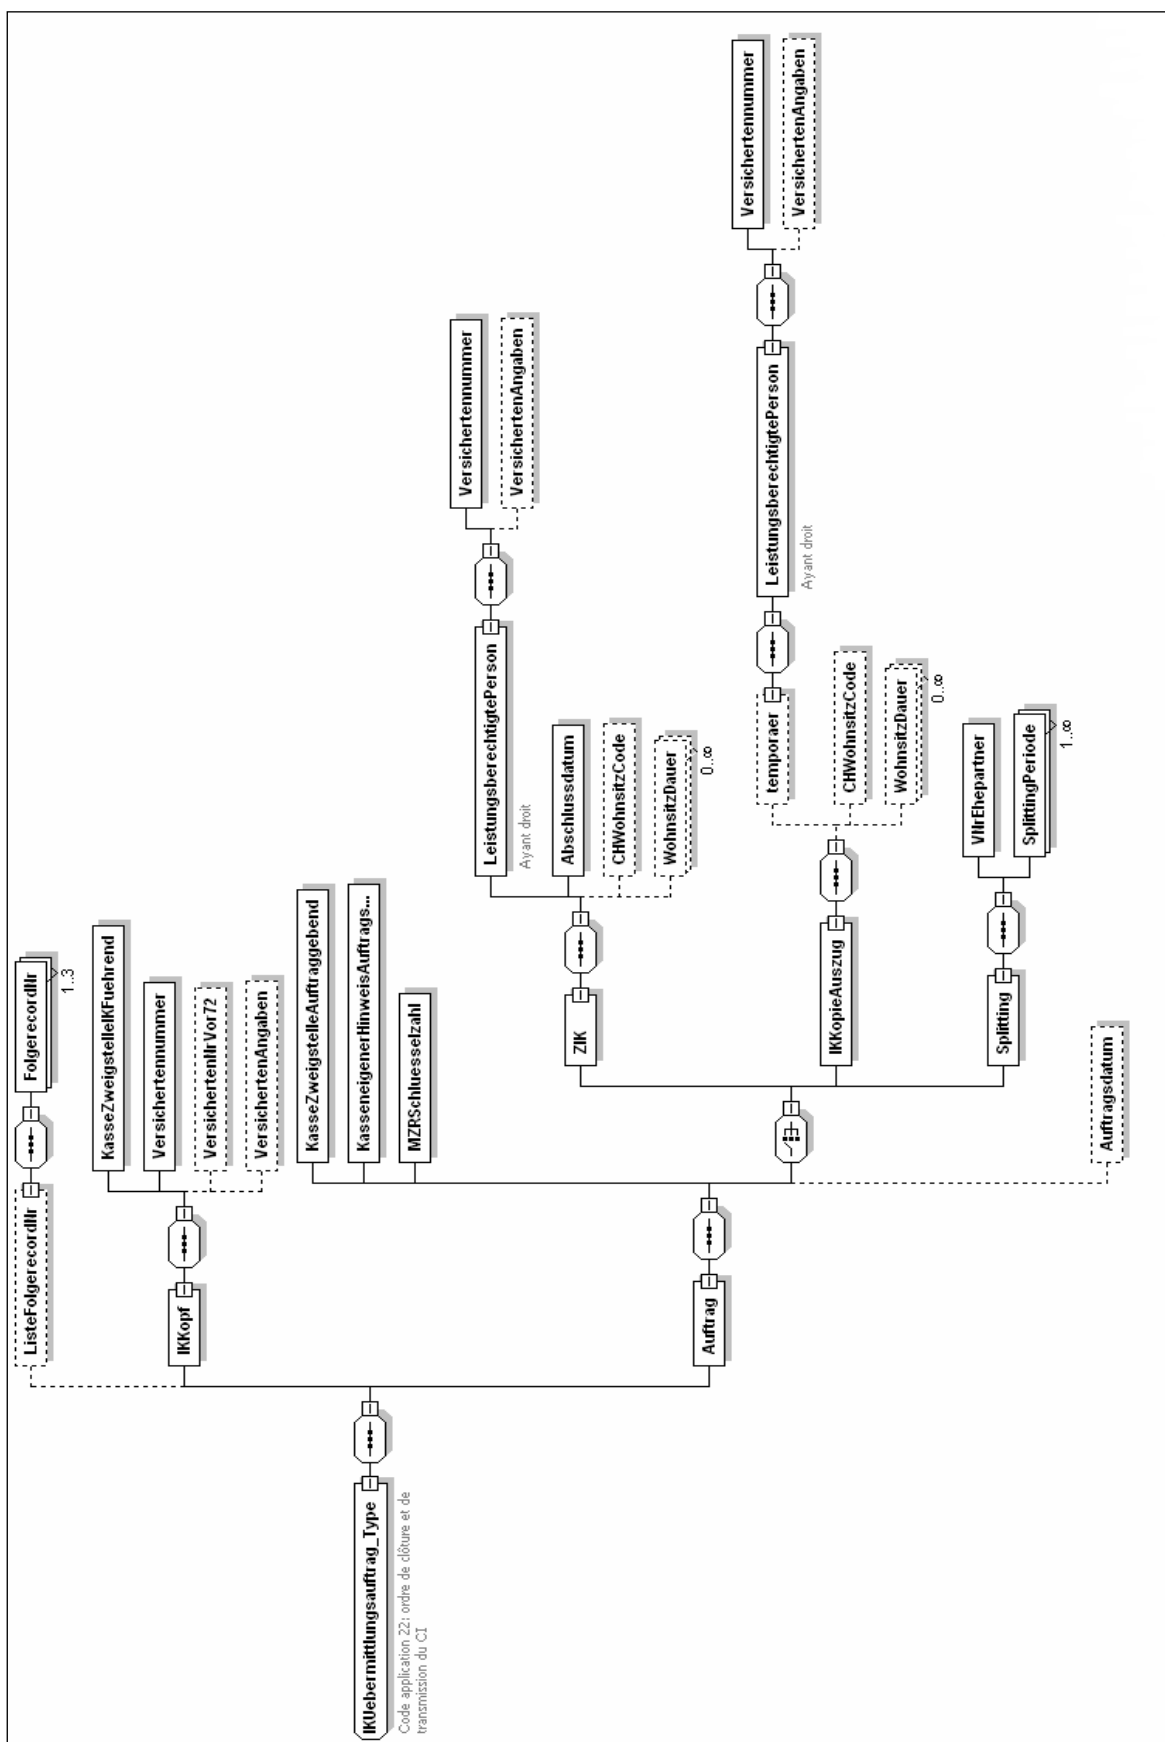 IKUebermittlungsauftrag_Type
Code application 22: ordre de clôture et de
transmission du CI
ListeFolgerecordNr
FolgerecordNr
1..3
IKKopf
KasseZweigstelleIKFuehrend
Versichertennummer
VersichertenNrVor72
VersichertenAngaben
Auftrag
KasseZweigstelleAuftraggebend
KasseneigenerHinweisAuftrags...
MZRSchluesselzahl
ZIK
LeistungsberechtigtePerson
Ayant droit
Versichertennummer
VersichertenAngaben
Abschlussdatum
CHWohnsitzCode
WohnsitzDauer
0..∞
IKKopieAuszug
temporaer
LeistungsberechtigtePerson
Ayant droit
Versichertennummer
VersichertenAngaben
CHWohnsitzCode
WohnsitzDauer
0..∞
Splitting
VNrEhepartner
SplittingPeriode
1..∞
Auftragsdatum